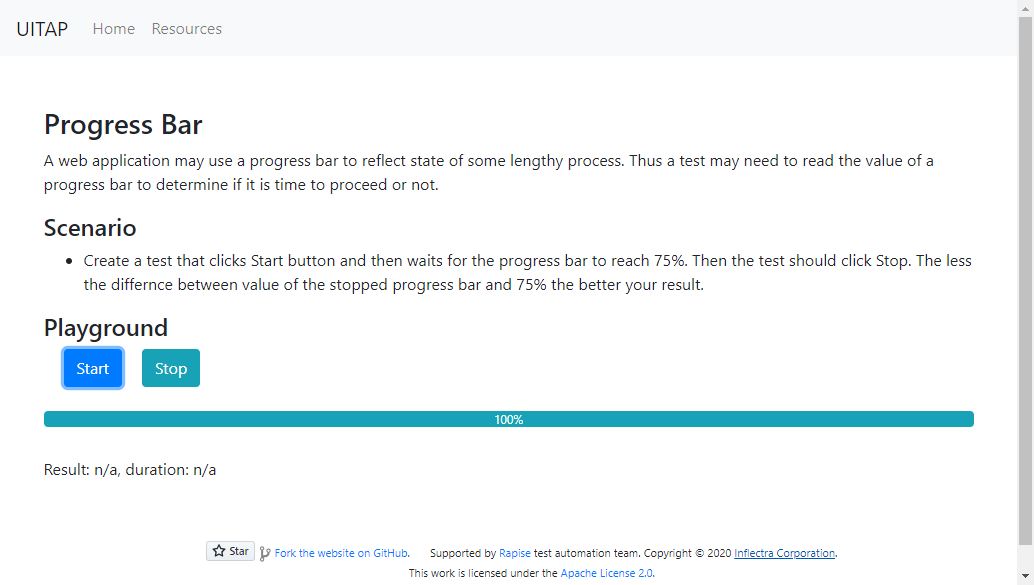 UITAP Home Resources
Progress Bar
A web application may use a progress bar to reflect state of some lengthy process. Thus a test may need to read the value of a
progress bar to determine if it is time to proceed or not.
Scenario
• Create a test that clicks Start button and then waits for the progress bar to reach 75%. Then the test should click Stop. The less
the differnce between value of the stopped progress bar and 75% the better your result.
Playground
Start Stop
100%
Result: n/a, duration: n/a
Star Fork the website on GitHub. Supported by Rapise test automation team. Copyright © 2020 Inflectra Corporation.
This work is licensed under the Apache License 2.0.